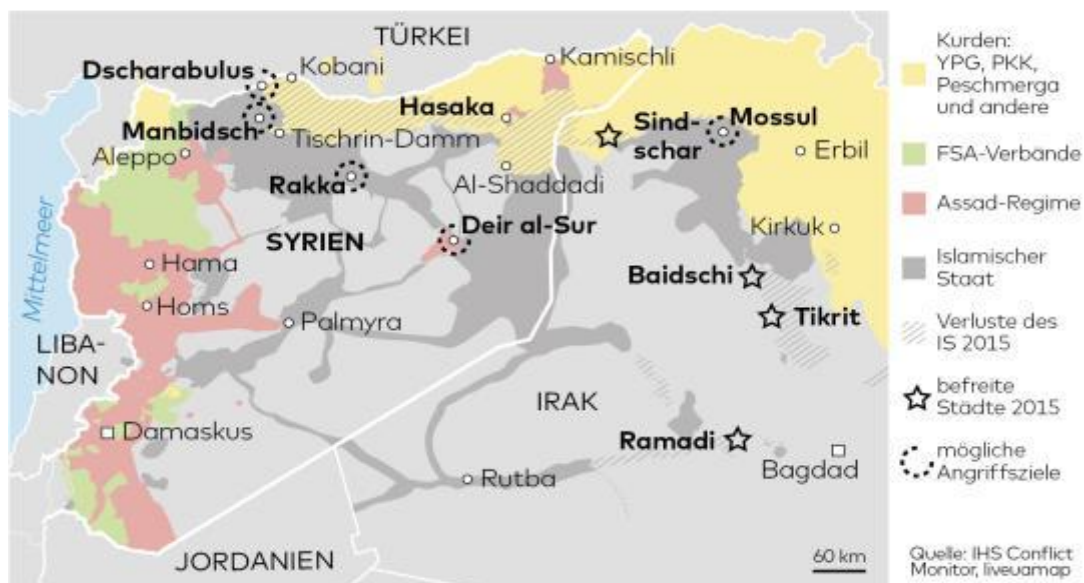 TÜRKEI
Dscharabulus
Kobani
Kamischli
Manbidsch
Tischrin-Damm
Hasaka
Sind-
schar
Mossul
Aleppo
Erbil
Rakka
Al-Shaddadi
Mittelmeer
SYRIEN
Deir al-Sur
Kirkuk
Hama
Baidschi
Homs
Palmyra
Tikrit
LIBA-
NON
IRAK
Damaskus
Ramadi
Bagdad
Rutba
JORDANIEN
60 km
Kurden:
YPG, PKK,
Peschmerga
und andere
FSA-Verbände
Assad-Regime
Islamischer
Staat
Verluste des
IS 2015
befreite
Städte 2015
mögliche
Angriffsziele
Quelle: IHS Conflict
Monitor, liveuamap